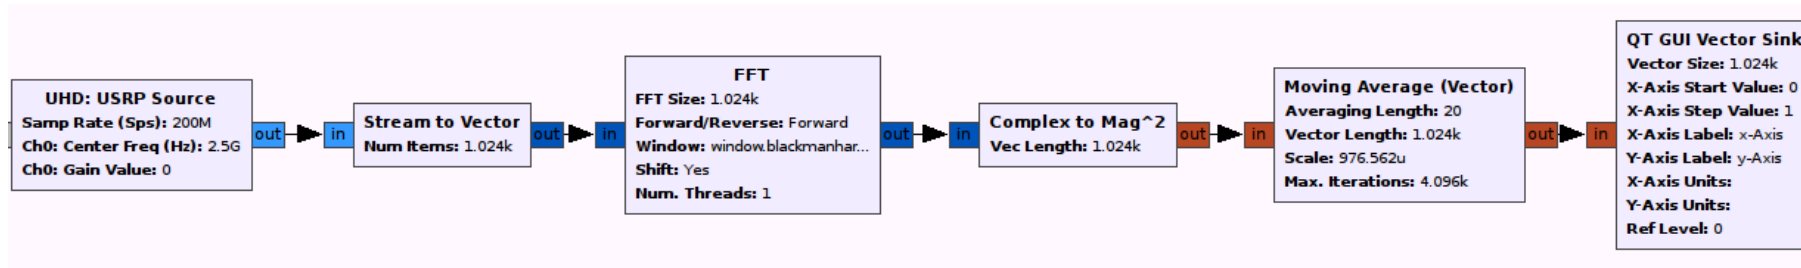 UHD: USRP Source
Samp Rate (Sps): 200M
Ch0: Center Freq (Hz): 2.5G
Ch0: Gain Value: 0
out
in
Stream to Vector
Num Items: 1.024k
out
in
FFT
FFT Size: 1.024k
Forward/Reverse: Forward
Window: window.blackmanhar...
Shift: Yes
Num. Threads: 1
out
in
Complex to Mag^2
Vec Length: 1.024k
out
in
Moving Average (Vector)
Averaging Length: 20
Vector Length: 1.024k
Scale: 976.562u
Max. Iterations: 4.096k
out
in
QT GUI Vector Sink
Vector Size: 1.024k
X-Axis Start Value: 0
X-Axis Step Value: 1
X-Axis Label: x-Axis
Y-Axis Label: y-Axis
X-Axis Units:
Y-Axis Units:
Ref Level: 0